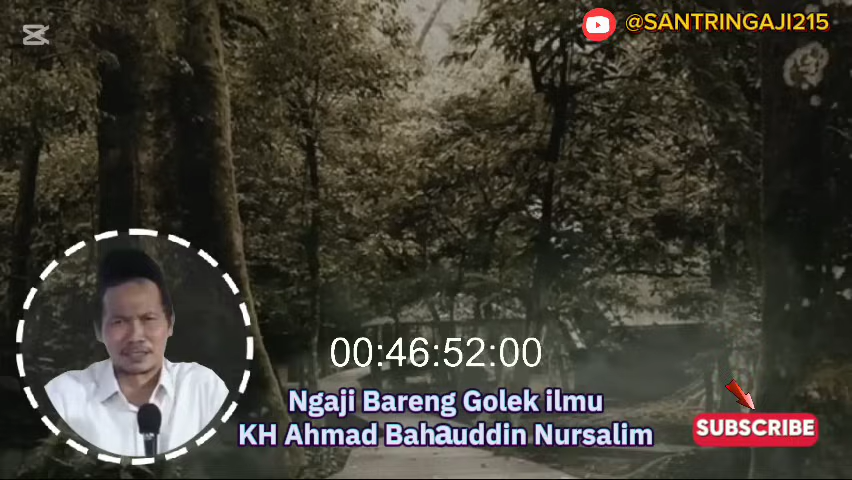 @SANTRINGAJI215
00:46:52:00
Ngaji Bareng Golek ilmu
KH Ahmad Bahauddin Nursalim
SUBSCRIBE